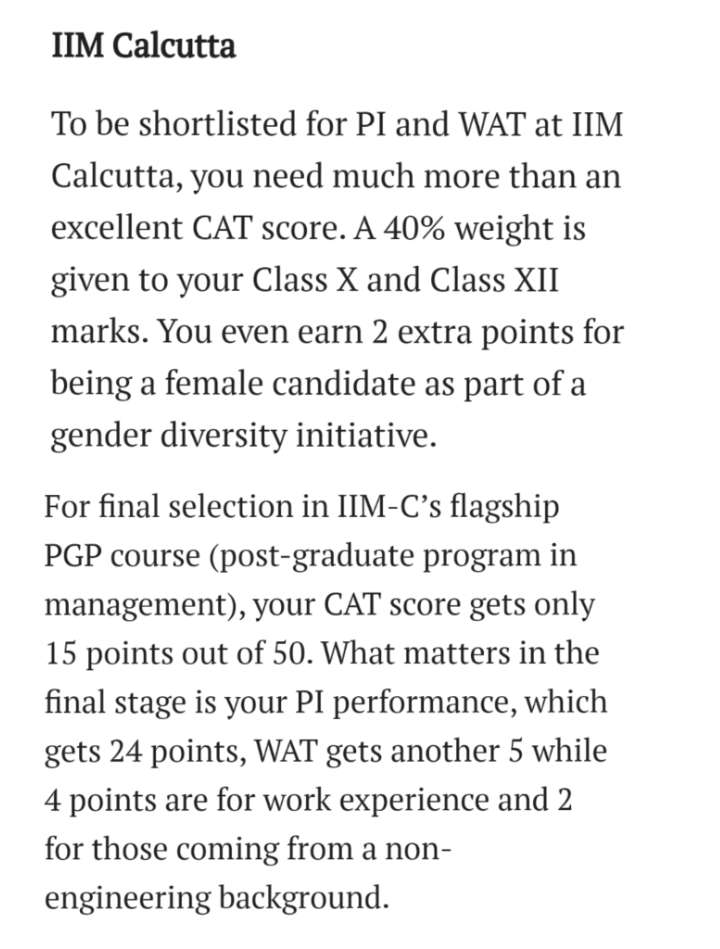 IIM Calcutta
To be shortlisted for PI and WAT at IIM
Calcutta, you need much more than an
excellent CAT score. A 40% weight is
given to your Class X and Class XII
marks. You even earn 2 extra points for
being a female candidate as part of a
gender diversity initiative.
For final selection in IIM-C’s flagship
PGP course (post-graduate program in
management), your CAT score gets only
15 points out of 50. What matters in the
final stage is your PI performance, which
gets 24 points, WAT gets another 5 while
4 points are for work experience and 2
for those coming from a non-
engineering background.